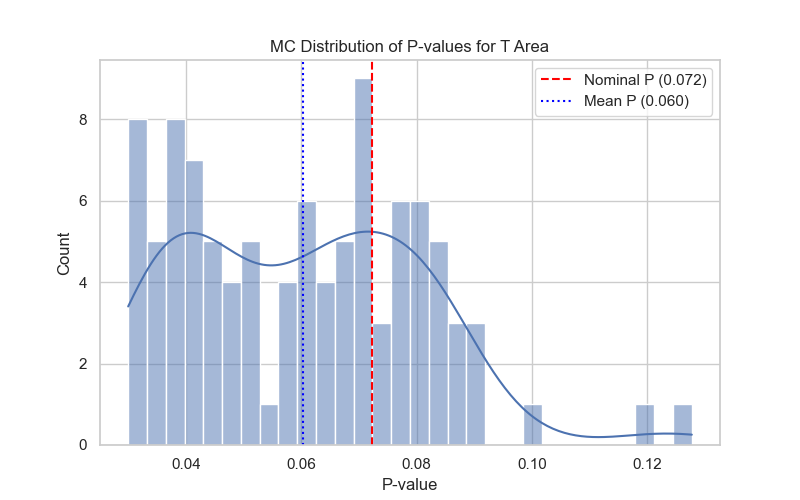 MC Distribution of P-values for T Area
Nominal P (0.072)
Mean P (0.060)
Count
8
6
4
2
0
0.04 0.06 0.08 0.10 0.12
P-value